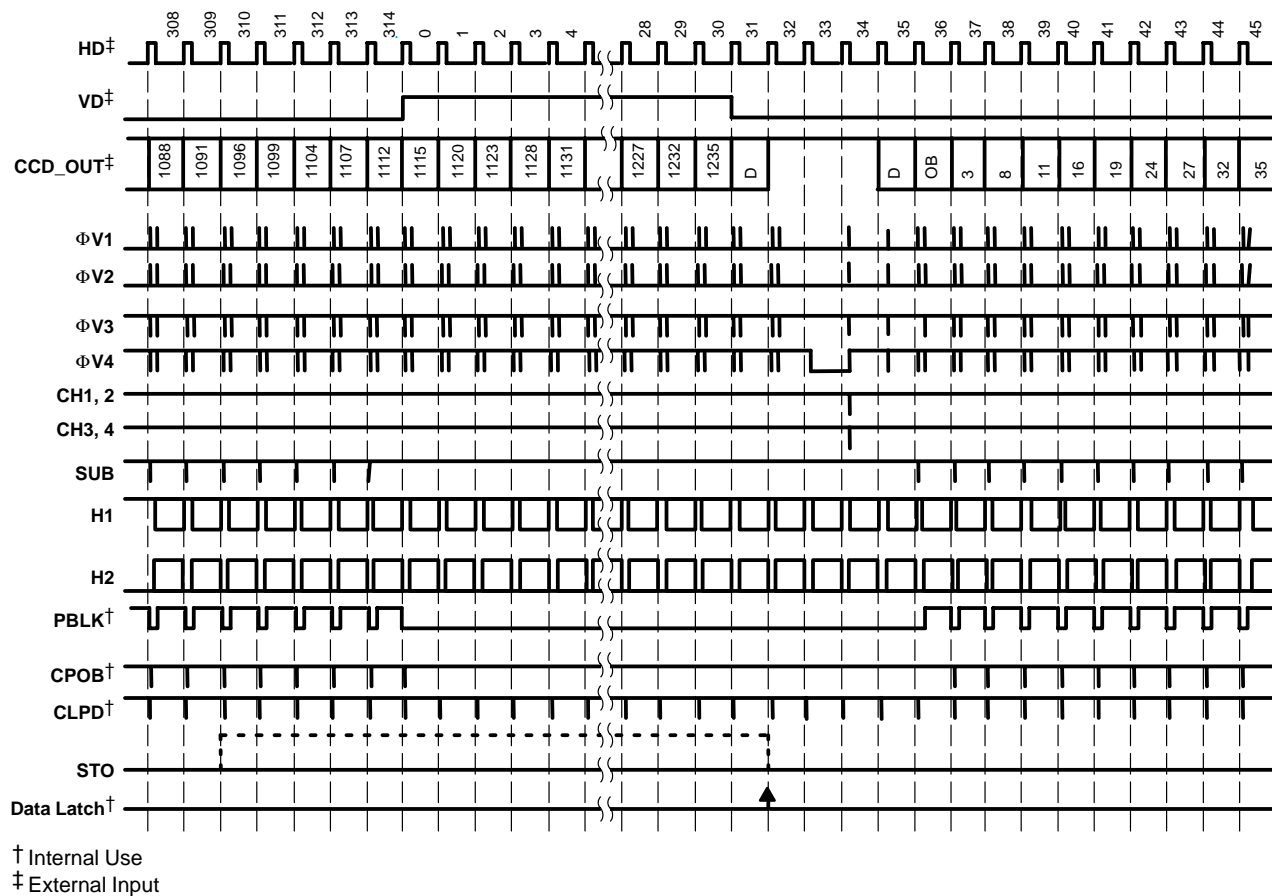 308 309 310 311 312 313 314 0 1 2 3 4 28 29 30 31 32 33 34 35 36 37 38 39 40 41 42 43 44 45
HD‡
VD‡
CCD_OUT‡ 1088 1091 1096 1099 1104 1107 1112 1115 1120 1123 1128 1131 1227 1232 1235 D D OB 3 8 11 16 19 24 27 32 35
ΦV1
ΦV2
ΦV3
ΦV4
CH1, 2
CH3, 4
SUB
H1
H2
PBLK†
CPOB†
CLPD†
STO
Data Latch†
† Internal Use
‡ External Input